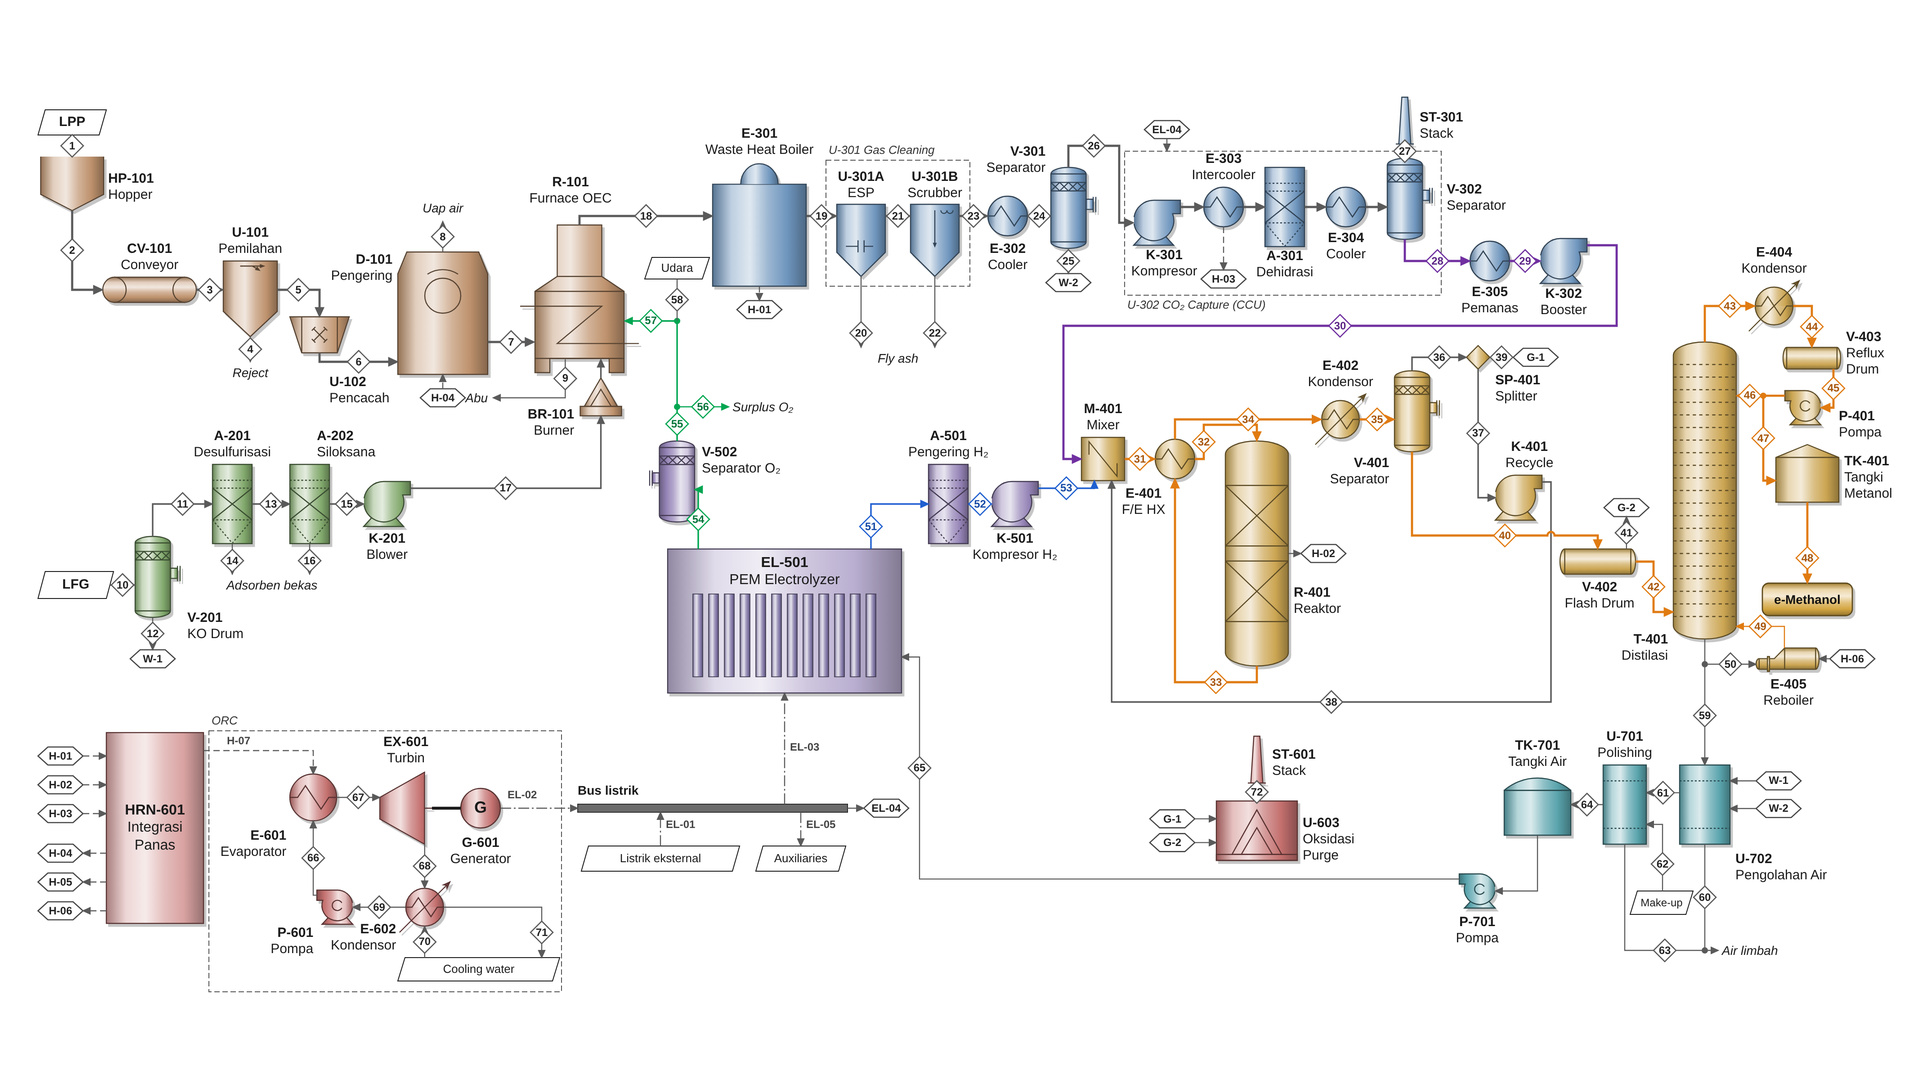 LPP
1
HP-101
Hopper
2
CV-101
Conveyor
3
U-101
Pemilahan
4
Reject
5
U-102
Pencacah
6
D-101
Pengering
Uap air
8
H-04
7
R-101
Furnace OEC
9
Abu
BR-101
Burner
18
Udara
58
57
56
Surplus O₂
55
E-301
Waste Heat Boiler
H-01
19
U-301 Gas Cleaning
U-301A
ESP
20
21
U-301B
Scrubber
22
Fly ash
23
E-302
Cooler
24
V-301
Separator
25
W-2
26
EL-04
K-301
Kompresor
E-303
Intercooler
H-03
A-301
Dehidrasi
E-304
Cooler
U-302 CO₂ Capture (CCU)
ST-301
Stack
27
V-302
Separator
28
E-305
Pemanas
29
K-302
Booster
30
LFG
10
V-201
KO Drum
12
W-1
11
A-201
Desulfurisasi
14
13
A-202
Siloksana
16
Adsorben bekas
15
K-201
Blower
17
V-502
Separator O₂
54
EL-501
PEM Electrolyzer
51
A-501
Pengering H₂
52
K-501
Kompresor H₂
53
M-401
Mixer
31
E-401
F/E HX
32
34
33
R-401
Reaktor
H-02
E-402
Kondensor
35
V-401
Separator
36
39
G-1
SP-401
Splitter
37
K-401
Recycle
38
40
G-2
41
V-402
Flash Drum
42
T-401
Distilasi
43
E-404
Kondensor
44
V-403
Reflux
Drum
45
P-401
Pompa
46
47
TK-401
Tangki
Metanol
48
e-Methanol
49
50
H-06
E-405
Reboiler
59
H-01
H-02
H-03
H-04
H-05
H-06
HRN-601
Integrasi
Panas
ORC
H-07
E-601
Evaporator
67
EX-601
Turbin
G
G-601
Generator
EL-02
66
68
P-601
Pompa
C
69
E-602
Kondensor
70
71
Cooling water
Bus listrik
EL-01
Listrik eksternal
EL-03
EL-05
Auxiliaries
EL-04
65
ST-601
Stack
72
G-1
G-2
U-603
Oksidasi
Purge
C
P-701
Pompa
TK-701
Tangki Air
64
U-701
Polishing
61
62
Make-up
63
W-1
W-2
U-702
Pengolahan Air
60
Air limbah
C